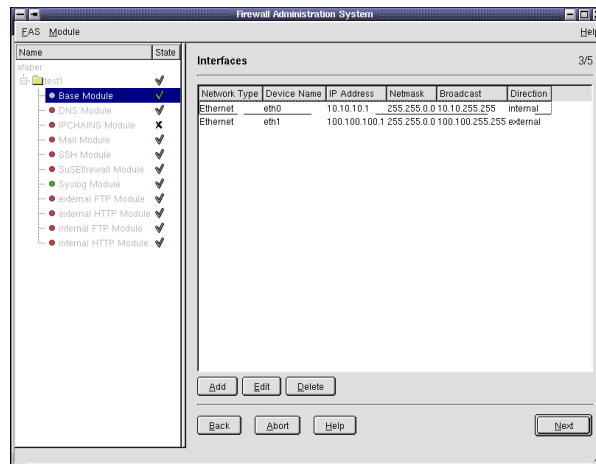 Firewall Administration System
FAS Module Help
Name State
afaber
test1
Base Module
DNS Module
IPCHAINS Module
Mail Module
SSH Module
SuSEfirewall Module
Syslog Module
external FTP Module
external HTTP Module
internal FTP Module
internal HTTP Module
Interfaces 3/5
Network Type Device Name IP Address Netmask Broadcast Direction
Ethernet eth0 10.10.10.1 255.255.0.0 10.10.255.255 internal
Ethernet eth1 100.100.100.1 255.255.0.0 100.100.255.255 external
Add Edit Delete
Back Abort Help Next